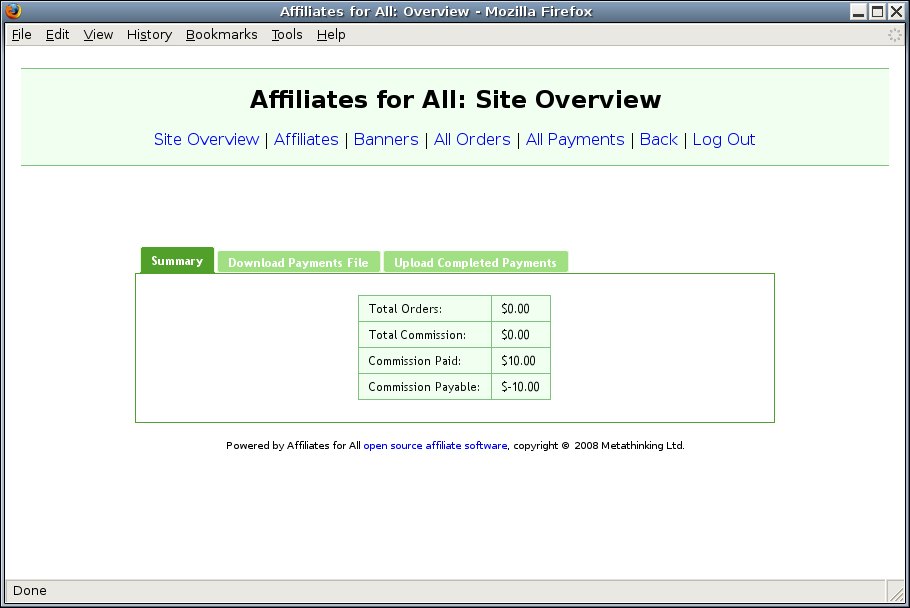 Affiliates for All: Overview - Mozilla Firefox
File Edit View History Bookmarks Tools Help
Affiliates for All: Site Overview
Site Overview | Affiliates | Banners | All Orders | All Payments | Back | Log Out
Summary Download Payments File Upload Completed Payments
Total Orders: $0.00
Total Commission: $0.00
Commission Paid: $10.00
Commission Payable: $-10.00
Powered by Affiliates for All open source affiliate software, copyright © 2008 Metathinking Ltd.
Done